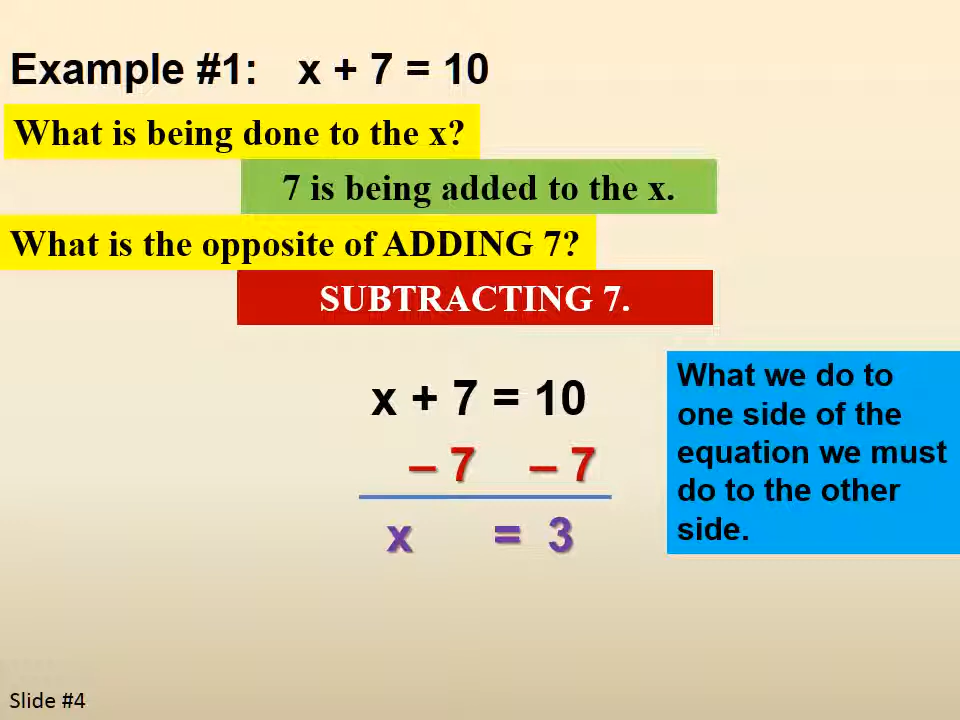 Example #1: x + 7 = 10
What is being done to the x?
7 is being added to the x.
What is the opposite of ADDING 7?
SUBTRACTING 7.
x + 7 = 10
– 7 – 7
x = 3
What we do to
one side of the
equation we must
do to the other
side.
Slide #4